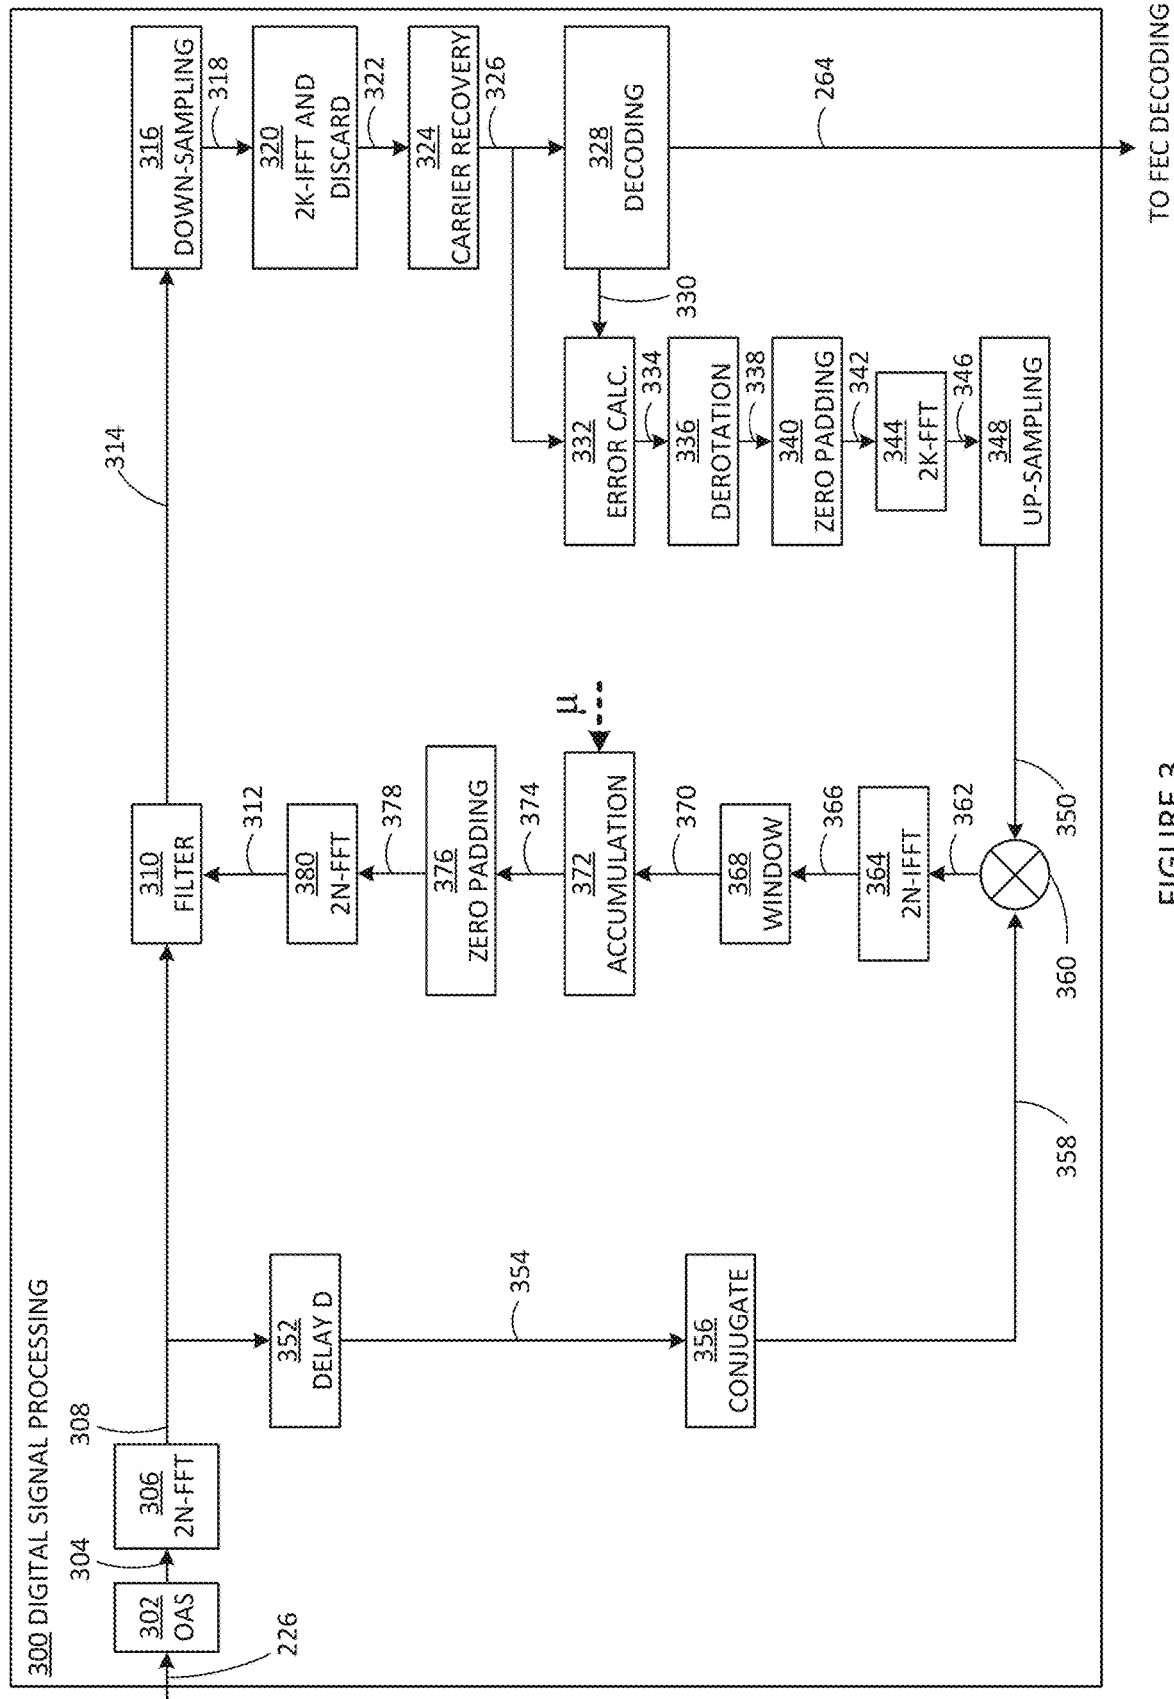 300 DIGITAL SIGNAL PROCESSING
226
302
OAS
304
306
2N-FFT
308
310
FILTER
312
314
316
DOWN-SAMPLING
318
320
2K-IFFT AND
DISCARD
322
324
CARRIER RECOVERY
326
328
DECODING
264
TO FEC DECODING
330
332
ERROR CALC.
334
336
DEROTATION
338
340
ZERO PADDING
342
344
2K-FFT
346
348
UP-SAMPLING
350
352
DELAY D
354
356
CONJUGATE
358
360
362
364
2N-IFFT
366
368
WINDOW
370
372
ACCUMULATION
µ
374
376
ZERO PADDING
378
380
2N-FFT
FIGURE 3